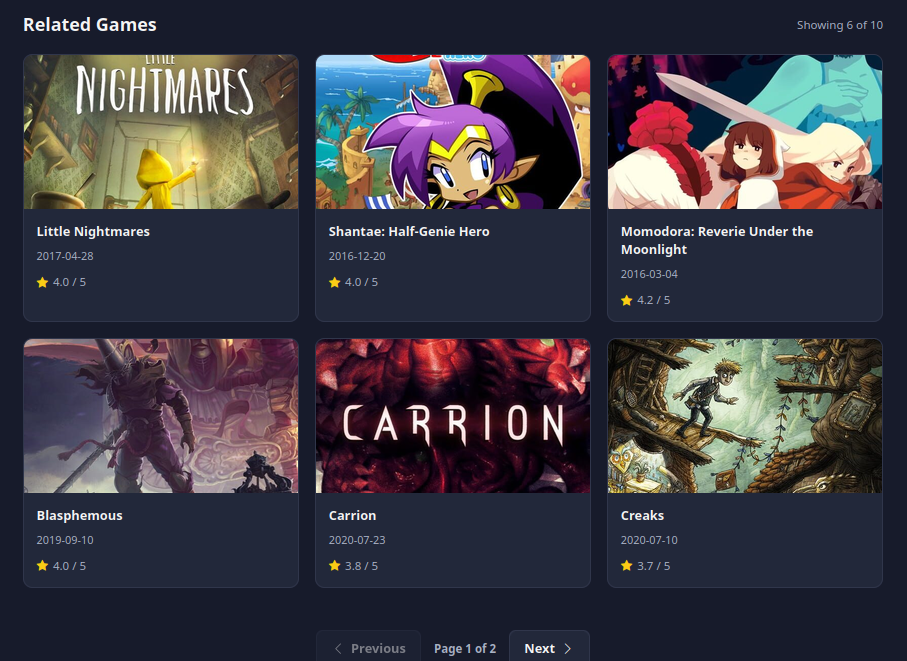 Related Games
Showing 6 of 10
LITTLE
NIGHTMARES
HERO
Little Nightmares
2017-04-28
4.0 / 5
Shantae: Half-Genie Hero
2016-12-20
4.0 / 5
Momodora: Reverie Under the
Moonlight
2016-03-04
4.2 / 5
CARRION
Blasphemous
2019-09-10
4.0 / 5
Carrion
2020-07-23
3.8 / 5
Creaks
2020-07-10
3.7 / 5
Previous
Page 1 of 2
Next